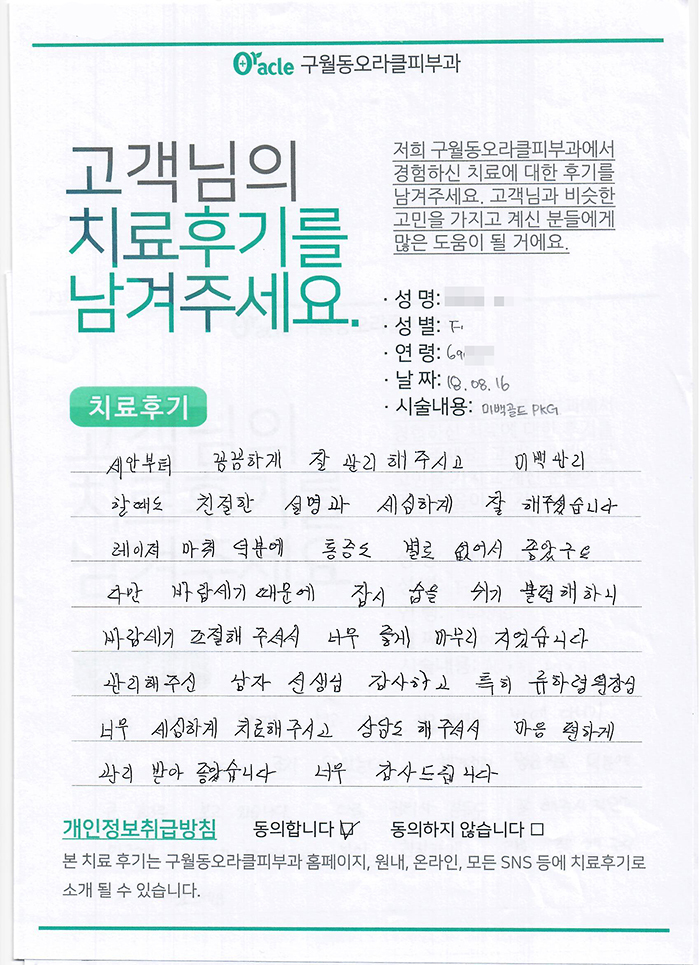 Oracle 구월동오라클피부과
고객님의
치료후기를
남겨주세요.
저희 구월동오라클피부과에서
경험하신 치료에 대한 후기를
남겨주세요. 고객님과 비슷한
고민을 가지고 계신 분들에게
많은 도움이 될 거에요.
· 성 명:
· 성 별: F
· 연 령: 69
· 날 짜: 18.08.16
· 시술내용: 미백골드 PKG
치료후기
세안부터 꼼꼼하게 잘 관리 해주시고 미백관리
할때도 친절한 설명과 세심하게 잘 해주셨습니다
레이져 마취 덕분에 통증도 별로 없어서 좋았구요
다만 바람세기 때문에 잠시 숨을 쉬기 불편해하니
바람세기 조절해 주셔서 너무 좋게 마무리 지었습니다
관리해주신 남자 선생님 감사하고 특히 류하령원장님
너무 세심하게 치료해주시고 상담도 해주셔서 마음 편하게
관리 받아 좋았습니다 너무 감사드립니다
개인정보취급방침 동의합니다 ☑ 동의하지 않습니다 □
본 치료 후기는 구월동오라클피부과 홈페이지, 원내, 온라인, 모든 SNS 등에 치료후기로
소개 될 수 있습니다.